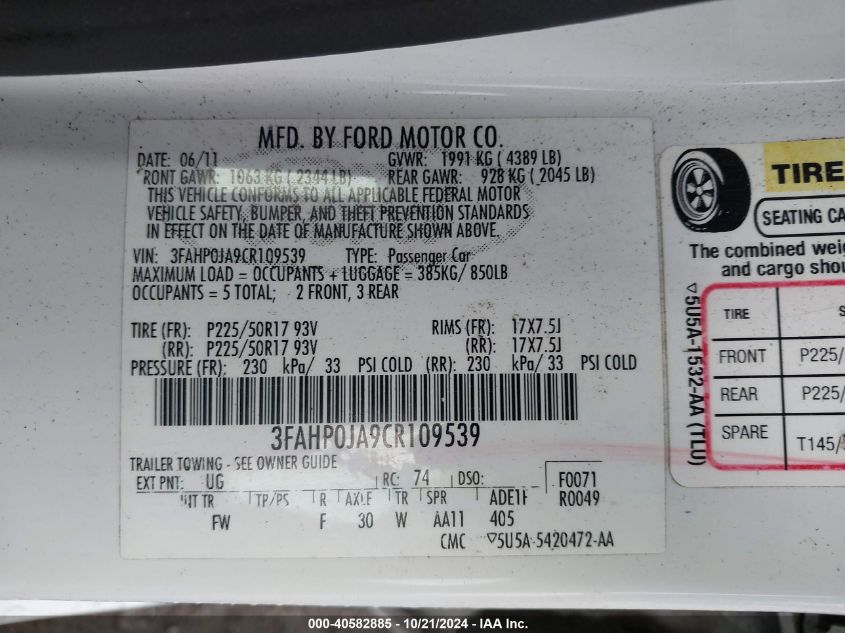 MFD. BY FORD MOTOR CO.
DATE: 06/11 GVWR: 1991 KG ( 4389 LB)
RONT GAWR: 1063 KG ( 2344 LB) REAR GAWR: 928 KG ( 2045 LB)
THIS VEHICLE CONFORMS TO ALL APPLICABLE FEDERAL MOTOR
VEHICLE SAFETY, BUMPER, AND THEFT PREVENTION STANDARDS
IN EFFECT ON THE DATE OF MANUFACTURE SHOWN ABOVE.
VIN: 3FAHP0JA9CR109539 TYPE: Passenger Car
MAXIMUM LOAD = OCCUPANTS + LUGGAGE = 385KG/ 850LB
OCCUPANTS = 5 TOTAL; 2 FRONT, 3 REAR
TIRE (FR): P225/50R17 93V RIMS (FR): 17X7.5J
(RR): P225/50R17 93V (RR): 17X7.5J
PRESSURE (FR): 230 kPa/ 33 PSI COLD (RR): 230 kPa/ 33 PSI COLD
3FAHP0JA9CR109539
TRAILER TOWING - SEE OWNER GUIDE
EXT PNT: UG RC: 74 DSO: F0071
INT TR TP/PS R AXLE TR SPR ADE1F R0049
FW F 30 W AA11 405
CMC ▽5U5A-5420472-AA
TIRE
SEATING CA
The combined weig
and cargo shou
▽5U5A-1532-AA (TLU)
TIRE S
FRONT P225/
REAR P225/
SPARE T145/
000-40582885 - 10/21/2024 - IAA Inc.